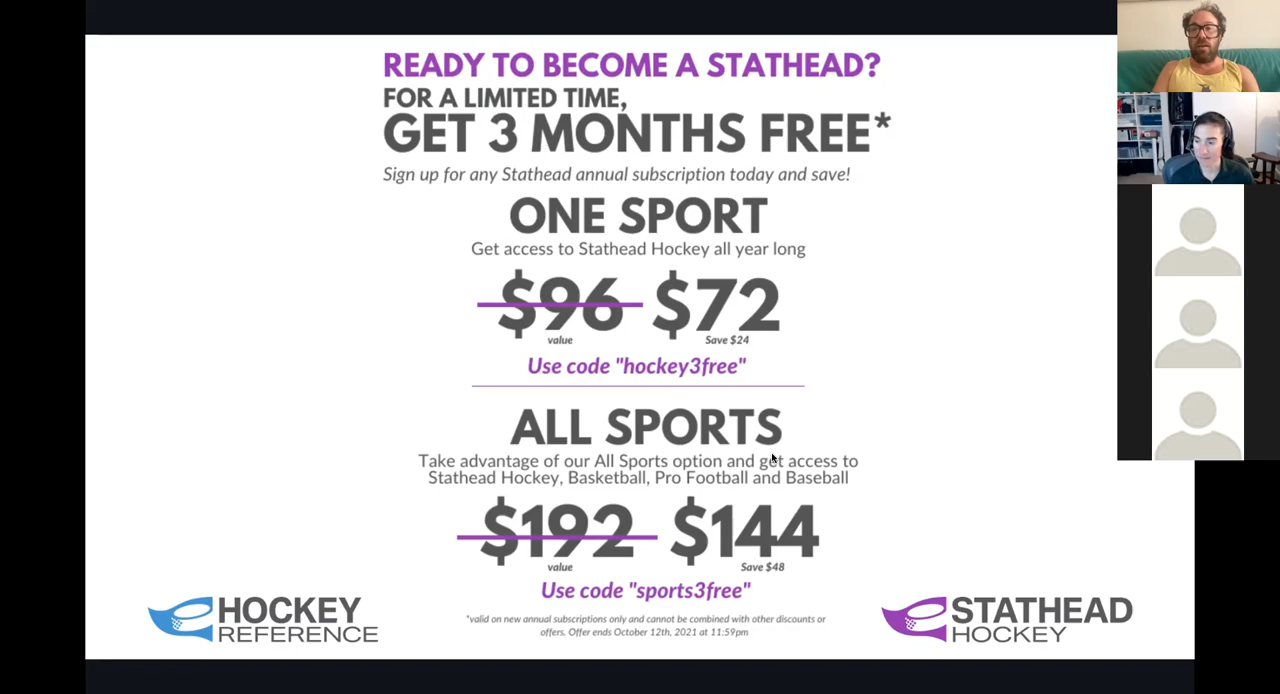 READY TO BECOME A STATHEAD?
FOR A LIMITED TIME,
GET 3 MONTHS FREE*
Sign up for any Stathead annual subscription today and save!
ONE SPORT
Get access to Stathead Hockey all year long
$96 $72
value Save $24
Use code "hockey3free"
ALL SPORTS
Take advantage of our All Sports option and get access to
Stathead Hockey, Basketball, Pro Football and Baseball
$192 $144
value Save $48
Use code "sports3free"
*valid on new annual subscriptions only and cannot be combined with other discounts or
offers. Offer ends October 12th, 2021 at 11:59pm
HOCKEY
REFERENCE
STATHEAD
HOCKEY